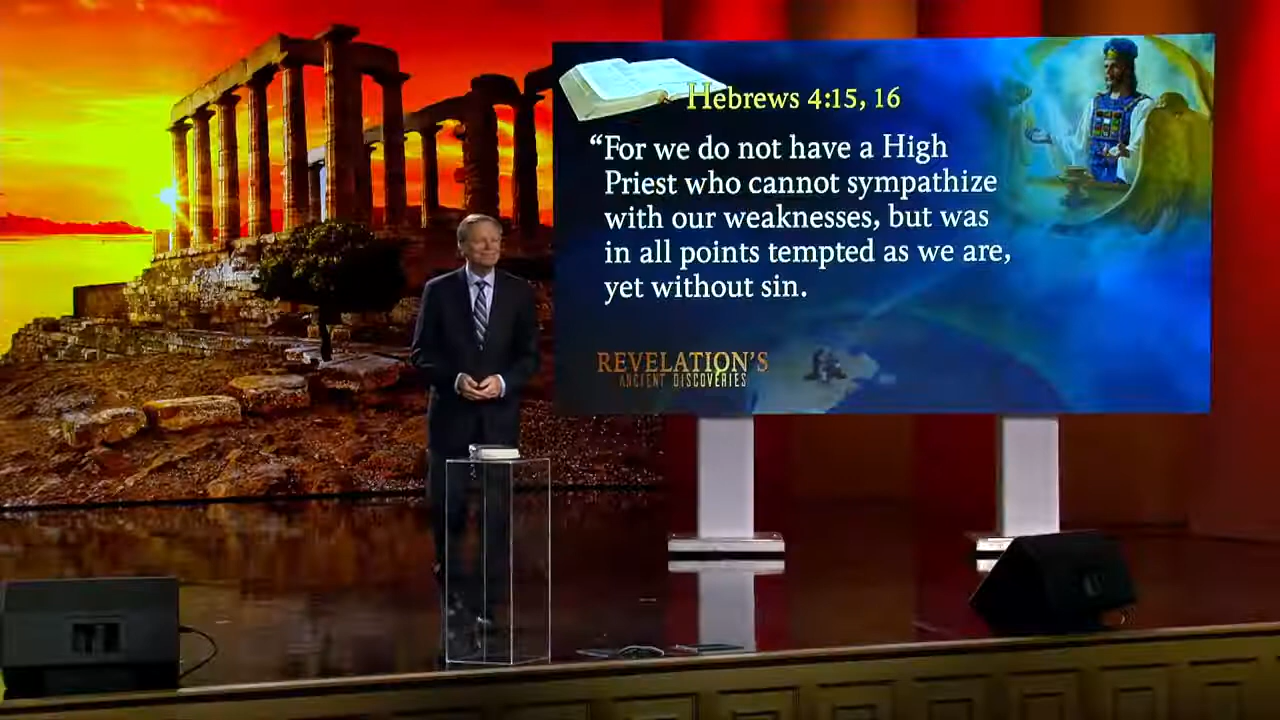 Hebrews 4:15, 16
“For we do not have a High
Priest who cannot sympathize
with our weaknesses, but was
in all points tempted as we are,
yet without sin.
REVELATION'S
ANCIENT DISCOVERIES